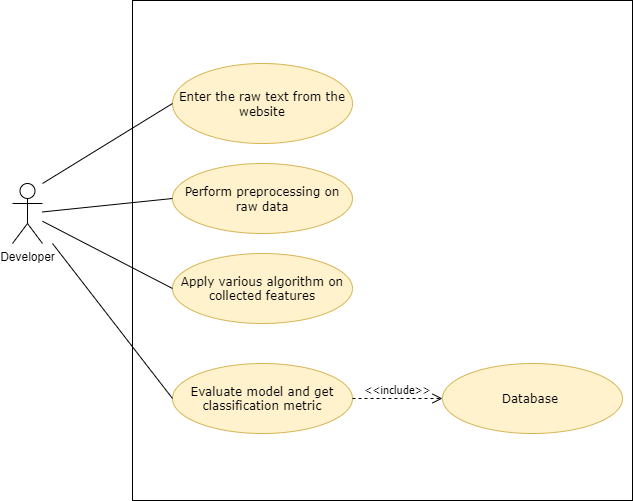 Enter the raw text from the
website
Perform preprocessing on
raw data
Developer
Apply various algorithm on
collected features
Evaluate model and get
classification metric
<<include>>
Database